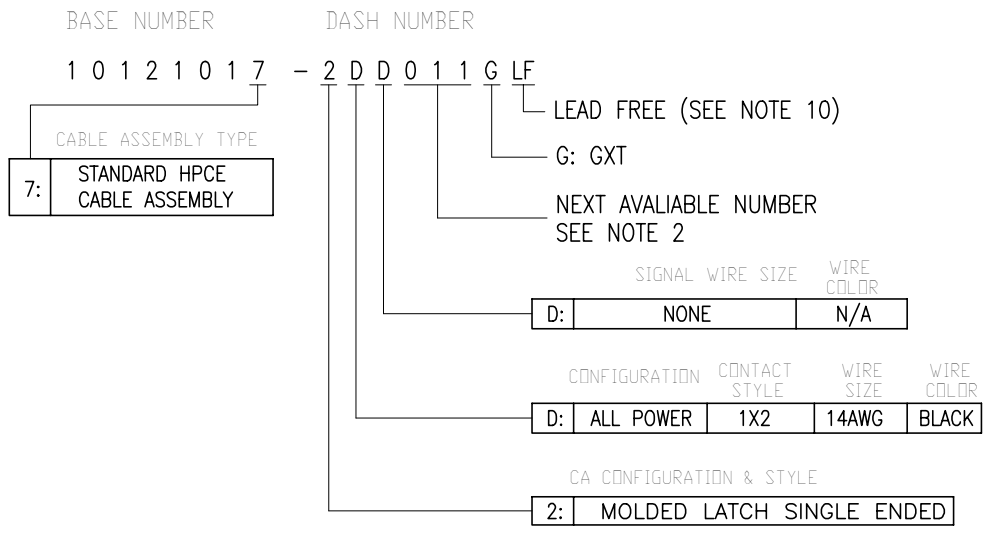 BASE NUMBER DASH NUMBER
1 0 1 2 1 0 1 7 - 2 D D 0 1 1 G LF
LEAD FREE (SEE NOTE 10)
CABLE ASSEMBLY TYPE
7: STANDARD HPCE
CABLE ASSEMBLY
G: GXT
NEXT AVALIABLE NUMBER
SEE NOTE 2
SIGNAL WIRE SIZE WIRE
COLOR
D: NONE N/A
CONFIGURATION CONTACT WIRE WIRE
STYLE SIZE COLOR
D: ALL POWER 1X2 14AWG BLACK
CA CONFIGURATION & STYLE
2: MOLDED LATCH SINGLE ENDED